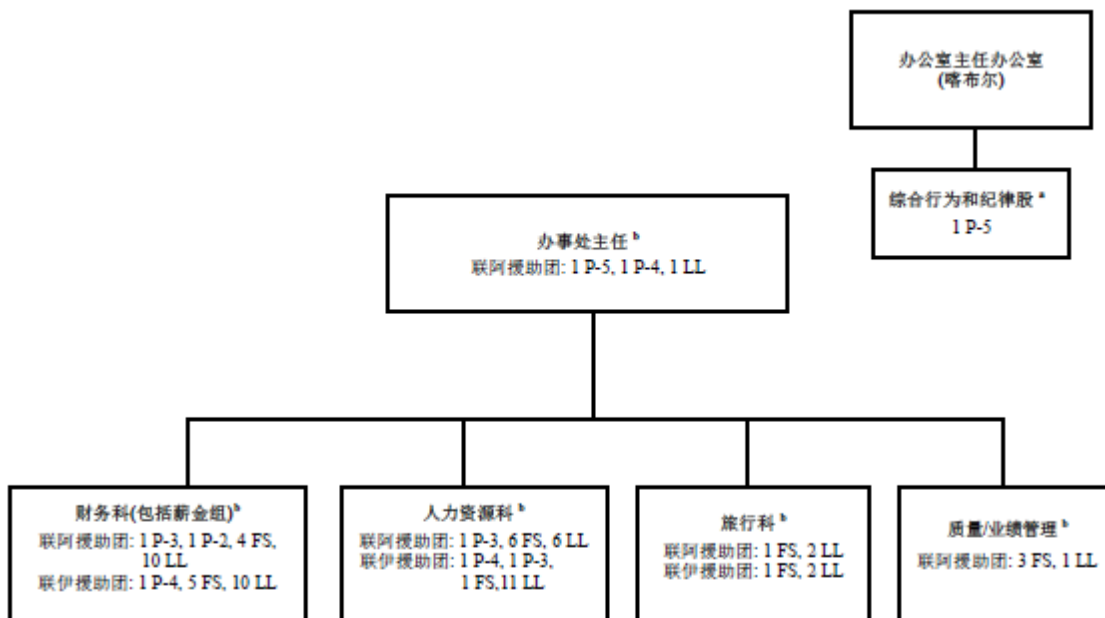 办公室主任办公室
(喀布尔)
综合行为和纪律股 a
1 P-5
办事处主任 b
联阿援助团: 1 P-5, 1 P-4, 1 LL
财务科(包括薪金组) b
联阿援助团: 1 P-3, 1 P-2, 4 FS,
10 LL
联伊援助团: 1 P-4, 5 FS, 10 LL
人力资源科 b
联阿援助团: 1 P-3, 6 FS, 6 LL
联伊援助团: 1 P-4, 1 P-3,
1 FS,11 LL
旅行科 b
联阿援助团: 1 FS, 2 LL
联伊援助团: 1 FS, 2 LL
质量/业绩管理 b
联阿援助团: 3 FS, 1 LL